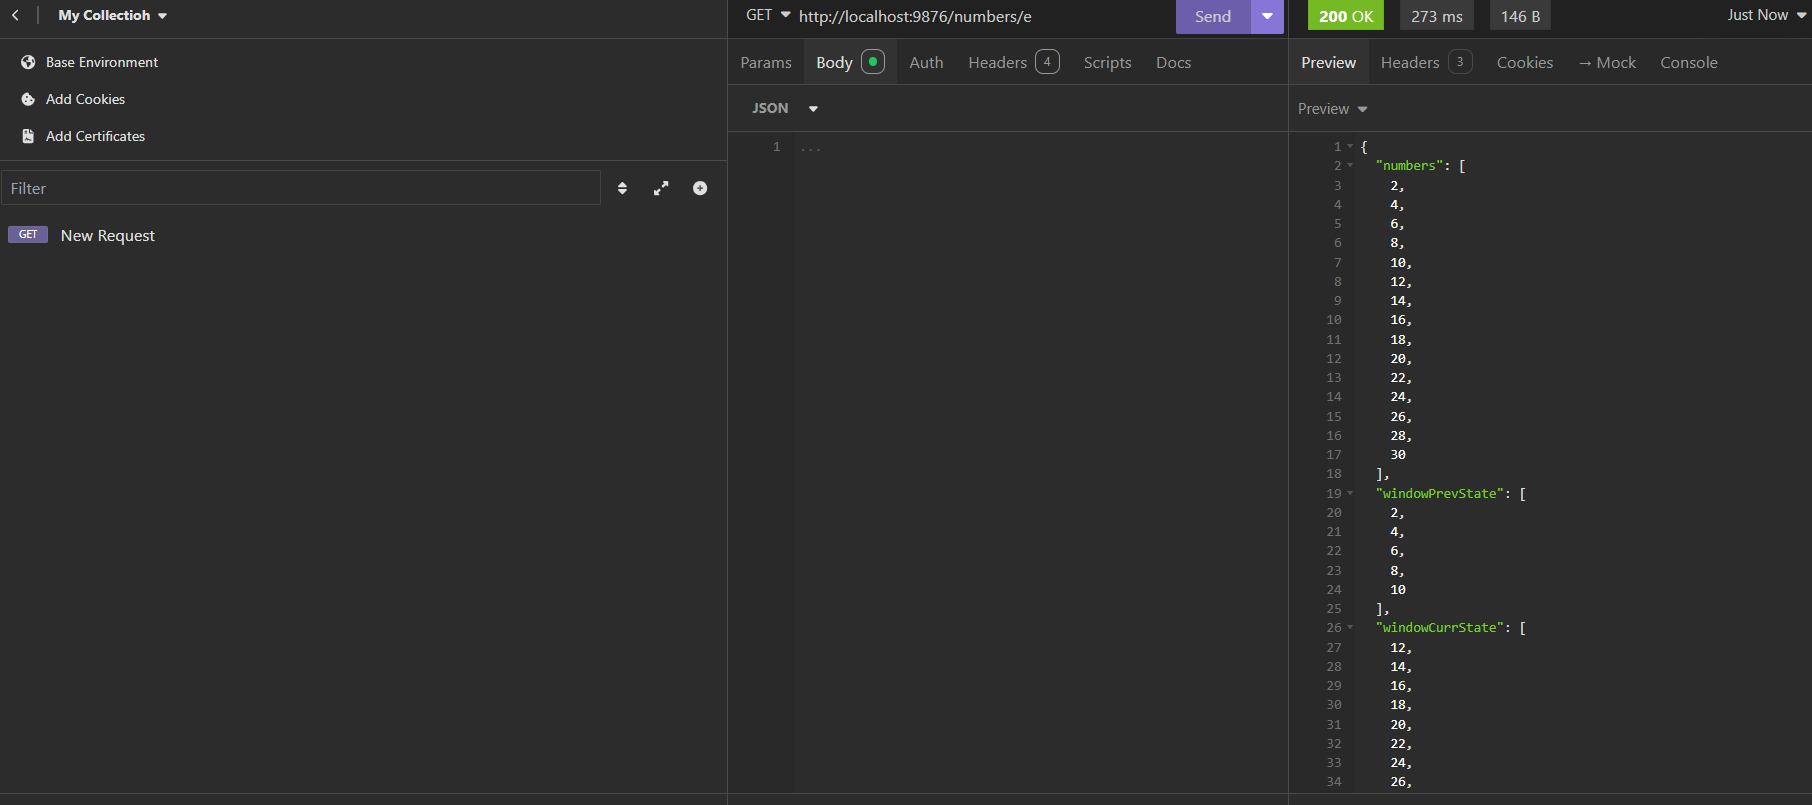 My Collectioh
Base Environment
Add Cookies
Add Certificates
Filter
GET New Request
GET http://localhost:9876/numbers/e Send
Params Body Auth Headers 4 Scripts Docs
JSON
1 ...
200 OK 273 ms 146 B Just Now
Preview Headers 3 Cookies → Mock Console
Preview
1 {
2 "numbers": [
3 2,
4 4,
5 6,
6 8,
7 10,
8 12,
9 14,
10 16,
11 18,
12 20,
13 22,
14 24,
15 26,
16 28,
17 30
18 ],
19 "windowPrevState": [
20 2,
21 4,
22 6,
23 8,
24 10
25 ],
26 "windowCurrState": [
27 12,
28 14,
29 16,
30 18,
31 20,
32 22,
33 24,
34 26,